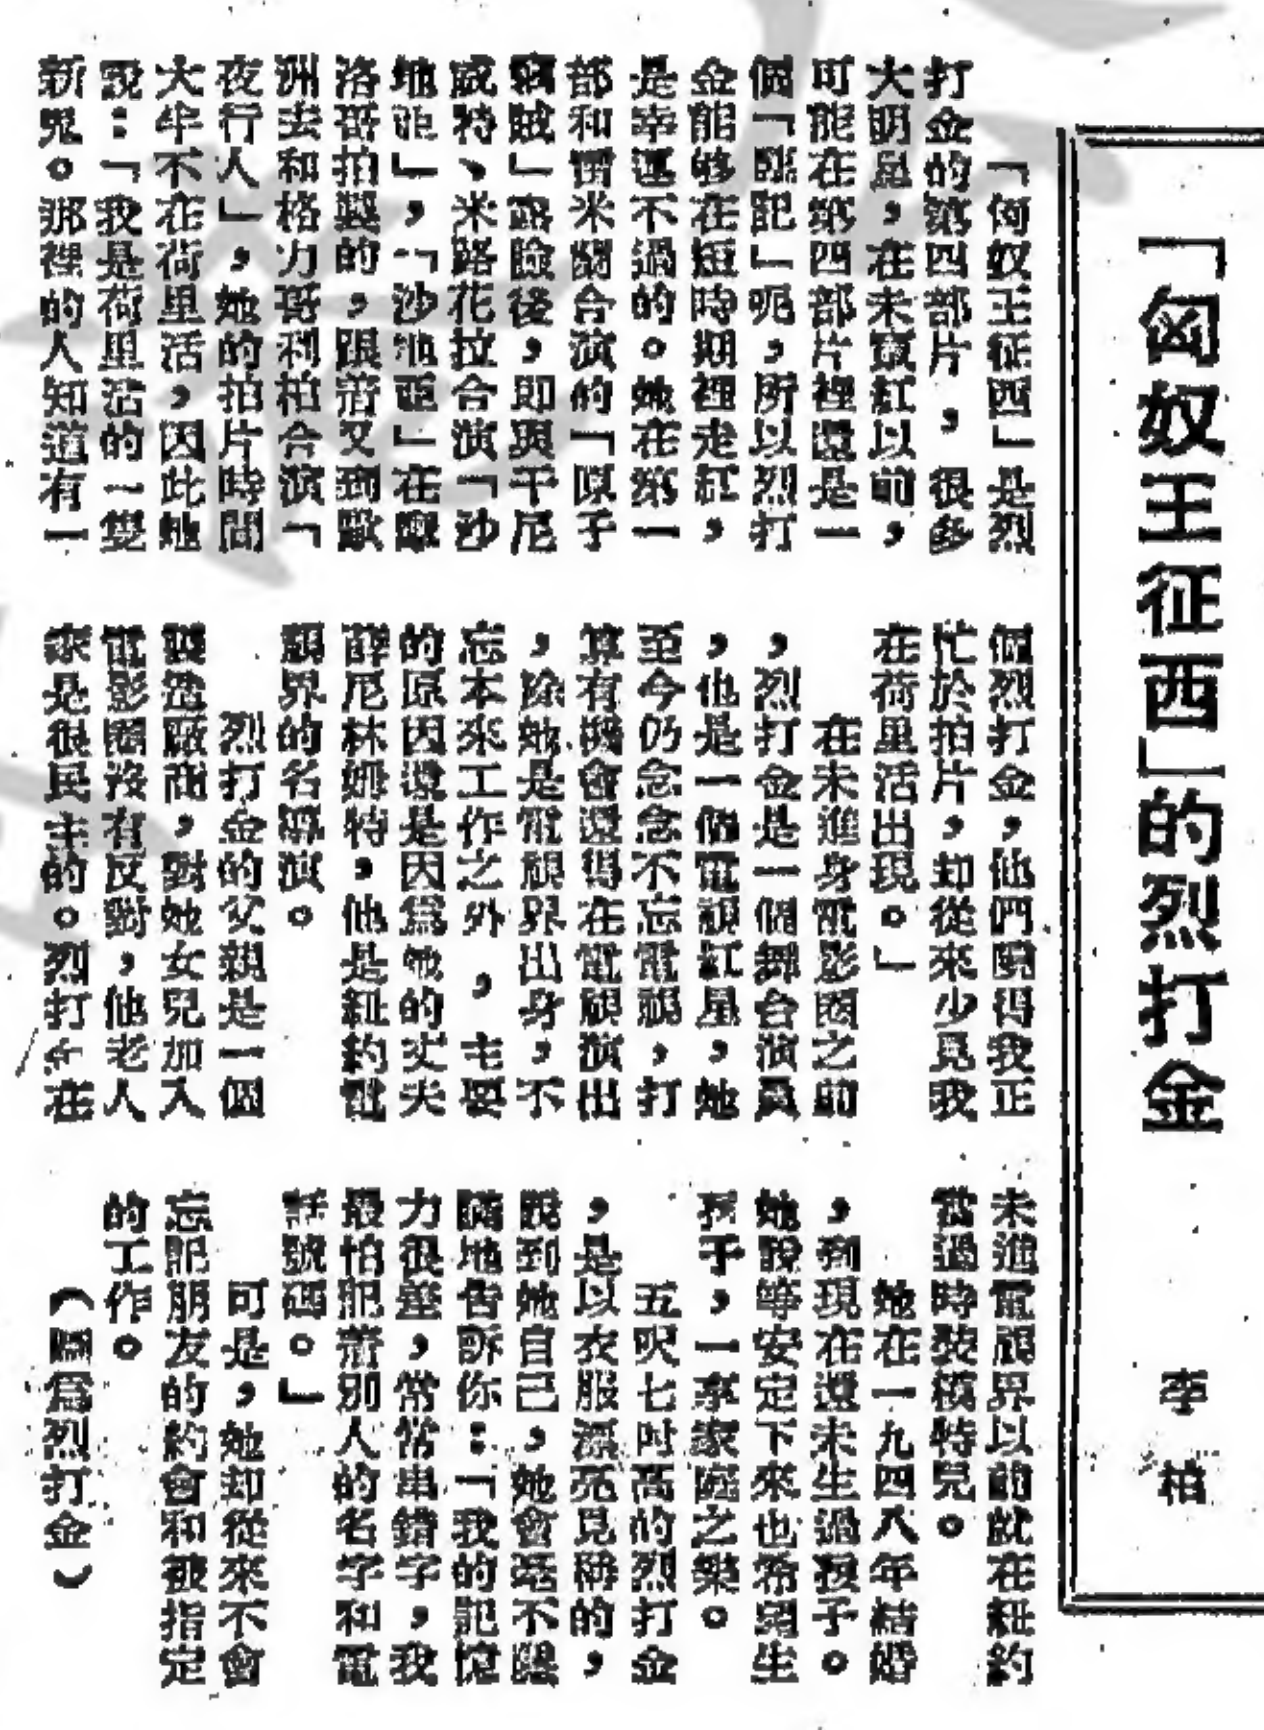 「匈奴王征西」的烈打金
李柏
「匈奴王征西」是烈
打金的第四部片，很多
大明星，在未竄紅以前，
可能在第四部片裡還是一
個「臨記」呢，所以烈打
金能够在短時期裡走紅，
是幸運不過的。她在第一
部和雷米蘭合演的「原子
竊賊」露臉後，即與干尼
威特、米路花拉合演「沙
地亞」，「沙地亞」在摩
洛哥拍製的，跟着又到歐
洲去和格力哥利柏合演「
夜行人」，她的拍片時間
大半不在荷里活，因此她
說：「我是荷里活的一隻
新鬼。那裡的人知道有一
個烈打金，他們曉得我正
忙於拍片，却從來少見我
在荷里活出現。」
在未進身電影圈之前
，烈打金是一個舞台演員
，也是一個電視紅星，她
至今仍念念不忘電視，打
算有機會還得在電視演出
，除她是電視界出身，不
忘本來工作之外，主要
的原因還是因爲她的丈夫
薛尼林姆特，他是紐約電
視界的名導演。
烈打金的父親是一個
製造廠商，對她女兒加入
電影圈沒有反對，他老人
家是很民主的。烈打金在
未進電視界以前就在紐約
當過時裝模特兒。
她在一九四八年結婚
，到現在還未生過孩子。
她說等安定下來也希望生
孩子，一享家庭之樂。
五呎七吋高的烈打金
，是以衣服漂亮見稱的，
說到她自己，她會毫不隱
瞞地告訴你：「我的記憶
力很差，常常串錯字，我
最怕記着別人的名字和電
話號碼。」
可是，她却從來不會
忘記朋友的約會和被指定
的工作。
（圖爲烈打金）